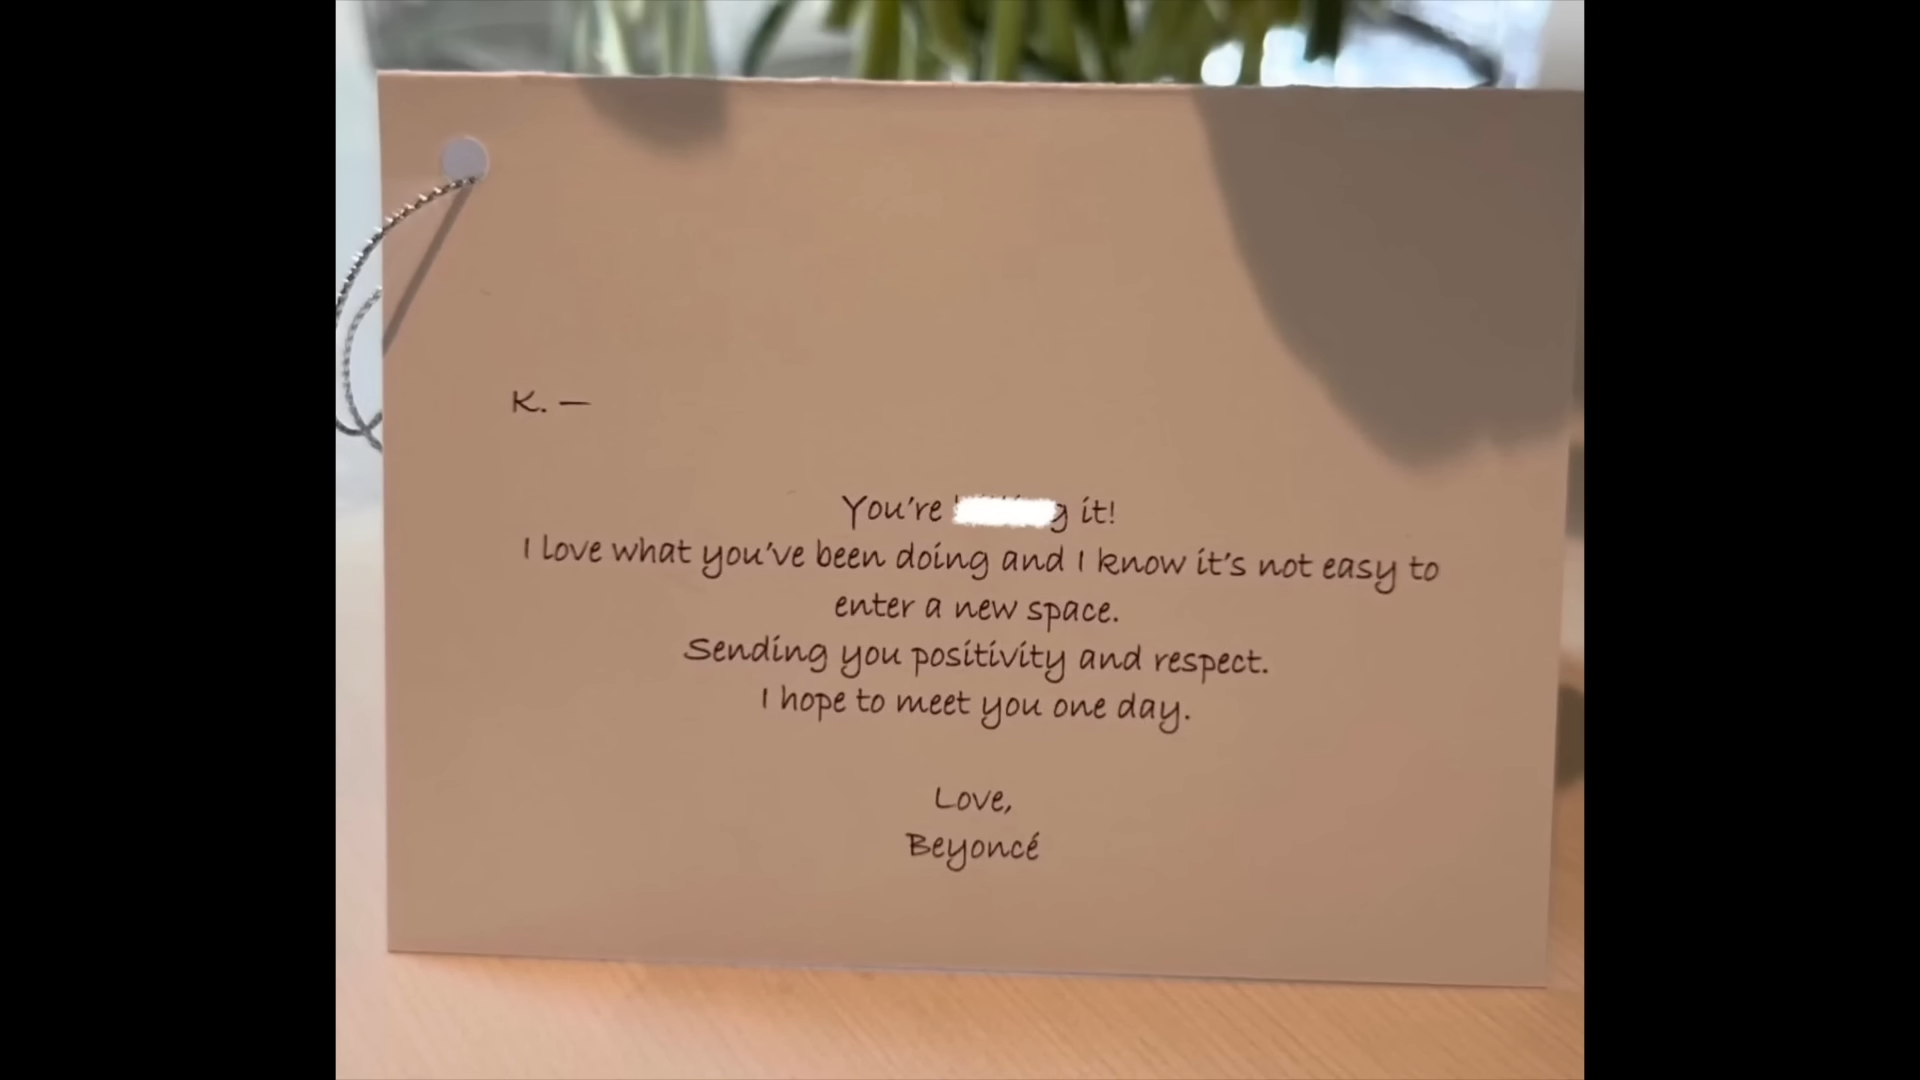 K. —
You're it!
I love what you've been doing and I know it's not easy to
enter a new space.
Sending you positivity and respect.
I hope to meet you one day.
Love,
Beyoncé